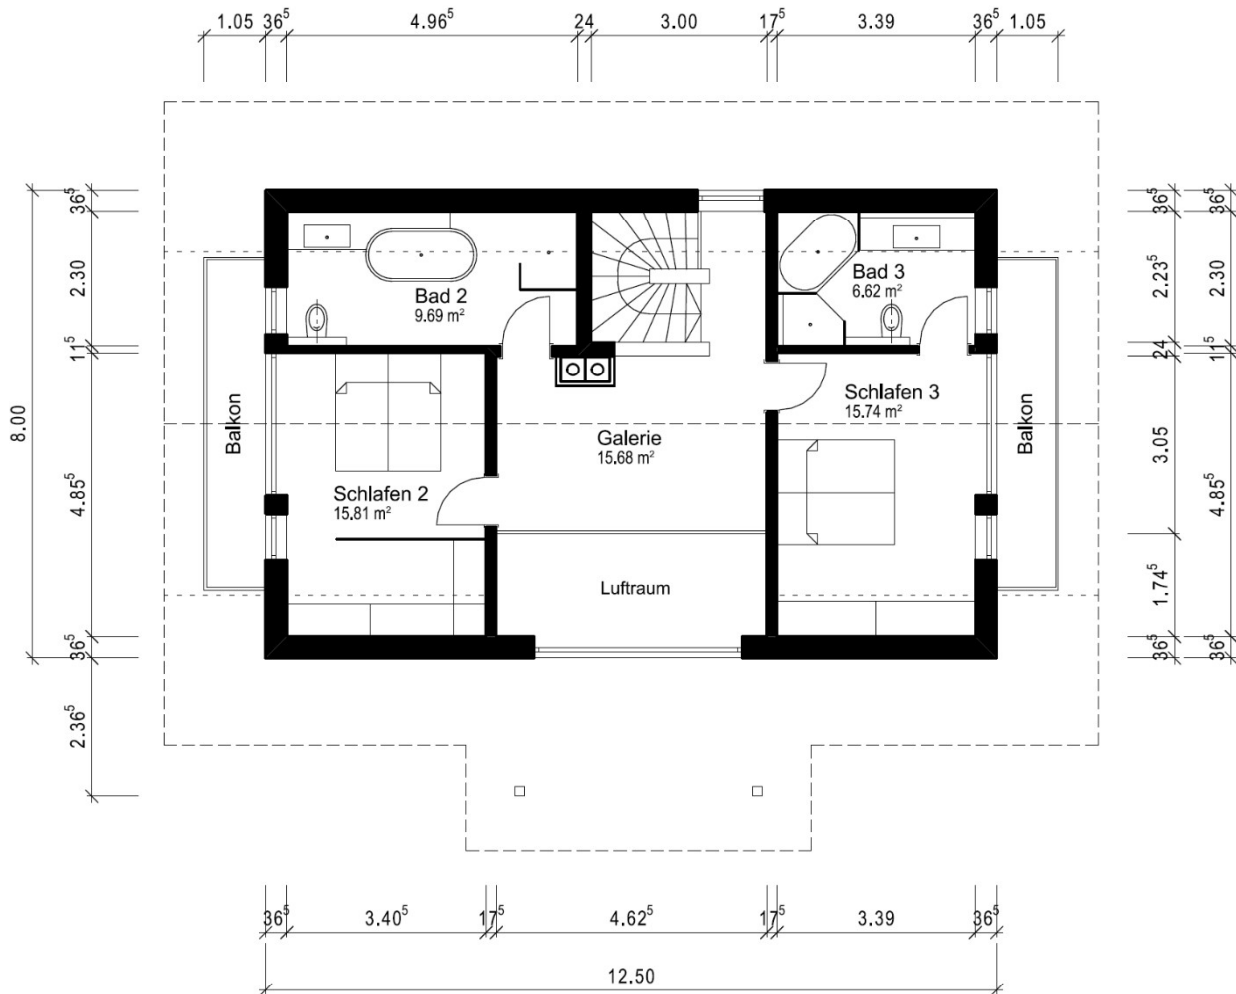 1.05 36⁵ 4.96⁵ 24 3.00 17⁵ 3.39 36⁵ 1.05
36⁵
2.30
11⁵
4.85⁵
36⁵
2.36⁵
8.00
Bad 2
9.69 m²
Bad 3
6.62 m²
Schlafen 3
15.74 m²
Galerie
15.68 m²
Schlafen 2
15.81 m²
Luftraum
Balkon
Balkon
36⁵
2.23⁵
24
3.05
1.74⁵
36⁵
36⁵
2.30
11⁵
4.85⁵
36⁵
36⁵ 3.40⁵ 17⁵ 4.62⁵ 17⁵ 3.39 36⁵
12.50